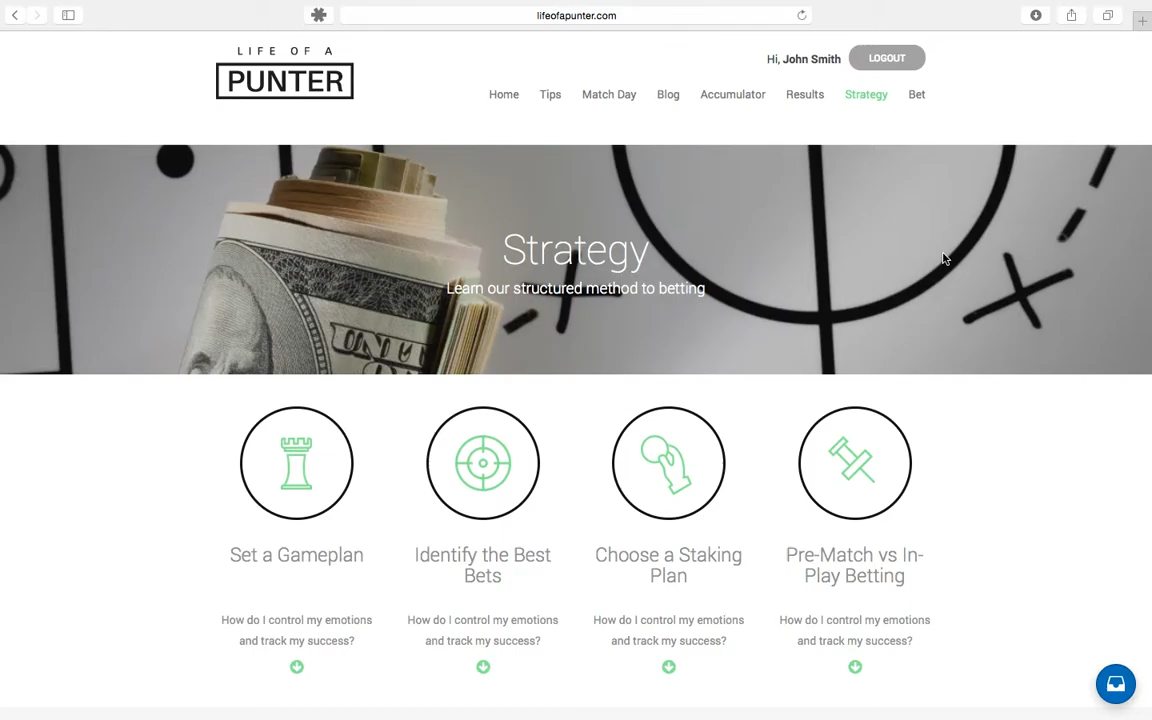 lifeofapunter.com
LIFE OF A
PUNTER
Hi, John Smith
LOGOUT
Home
Tips
Match Day
Blog
Accumulator
Results
Strategy
Bet
Strategy
Learn our structured method to betting
Set a Gameplan
How do I control my emotions
and track my success?
Identify the Best
Bets
How do I control my emotions
and track my success?
Choose a Staking
Plan
How do I control my emotions
and track my success?
Pre-Match vs In-
Play Betting
How do I control my emotions
and track my success?